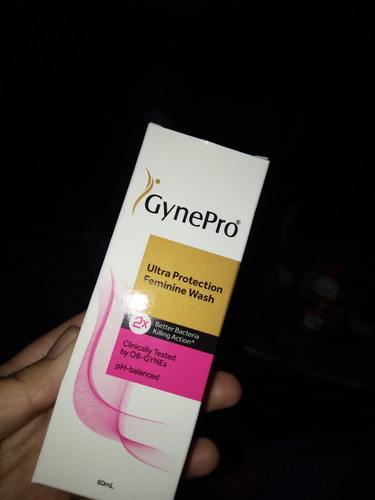 GynePro®
Ultra Protection
Feminine Wash
2x
Better Bacteria
Killing Action^
Clinically Tested
by OB-GYNEs
pH-balanced
60mL